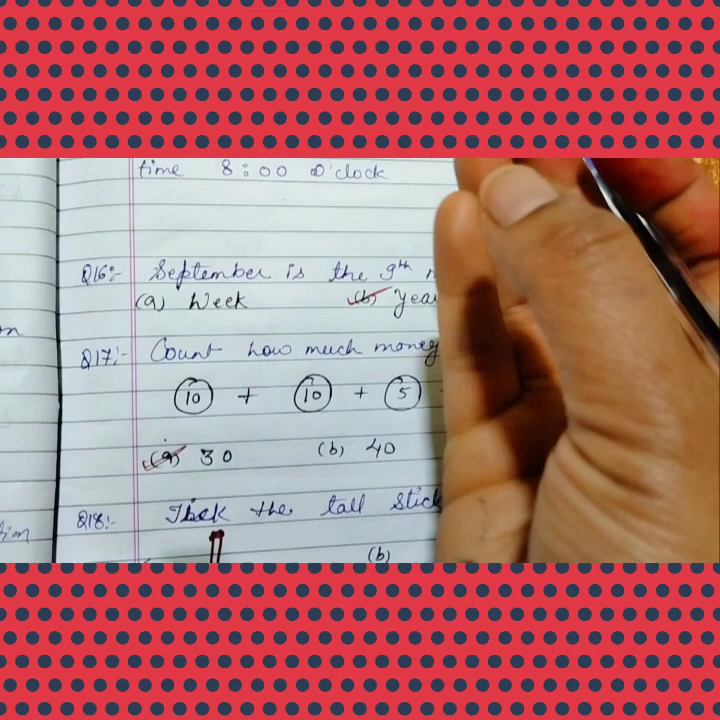 time 8:00 O'clock
Q16:- September is the 9th
(a) Week (b) Year
Q17:- Count how much money
10 + 10 + 5
(a) 30 (b) 40
Q18:- Tick the tall stick
(b)